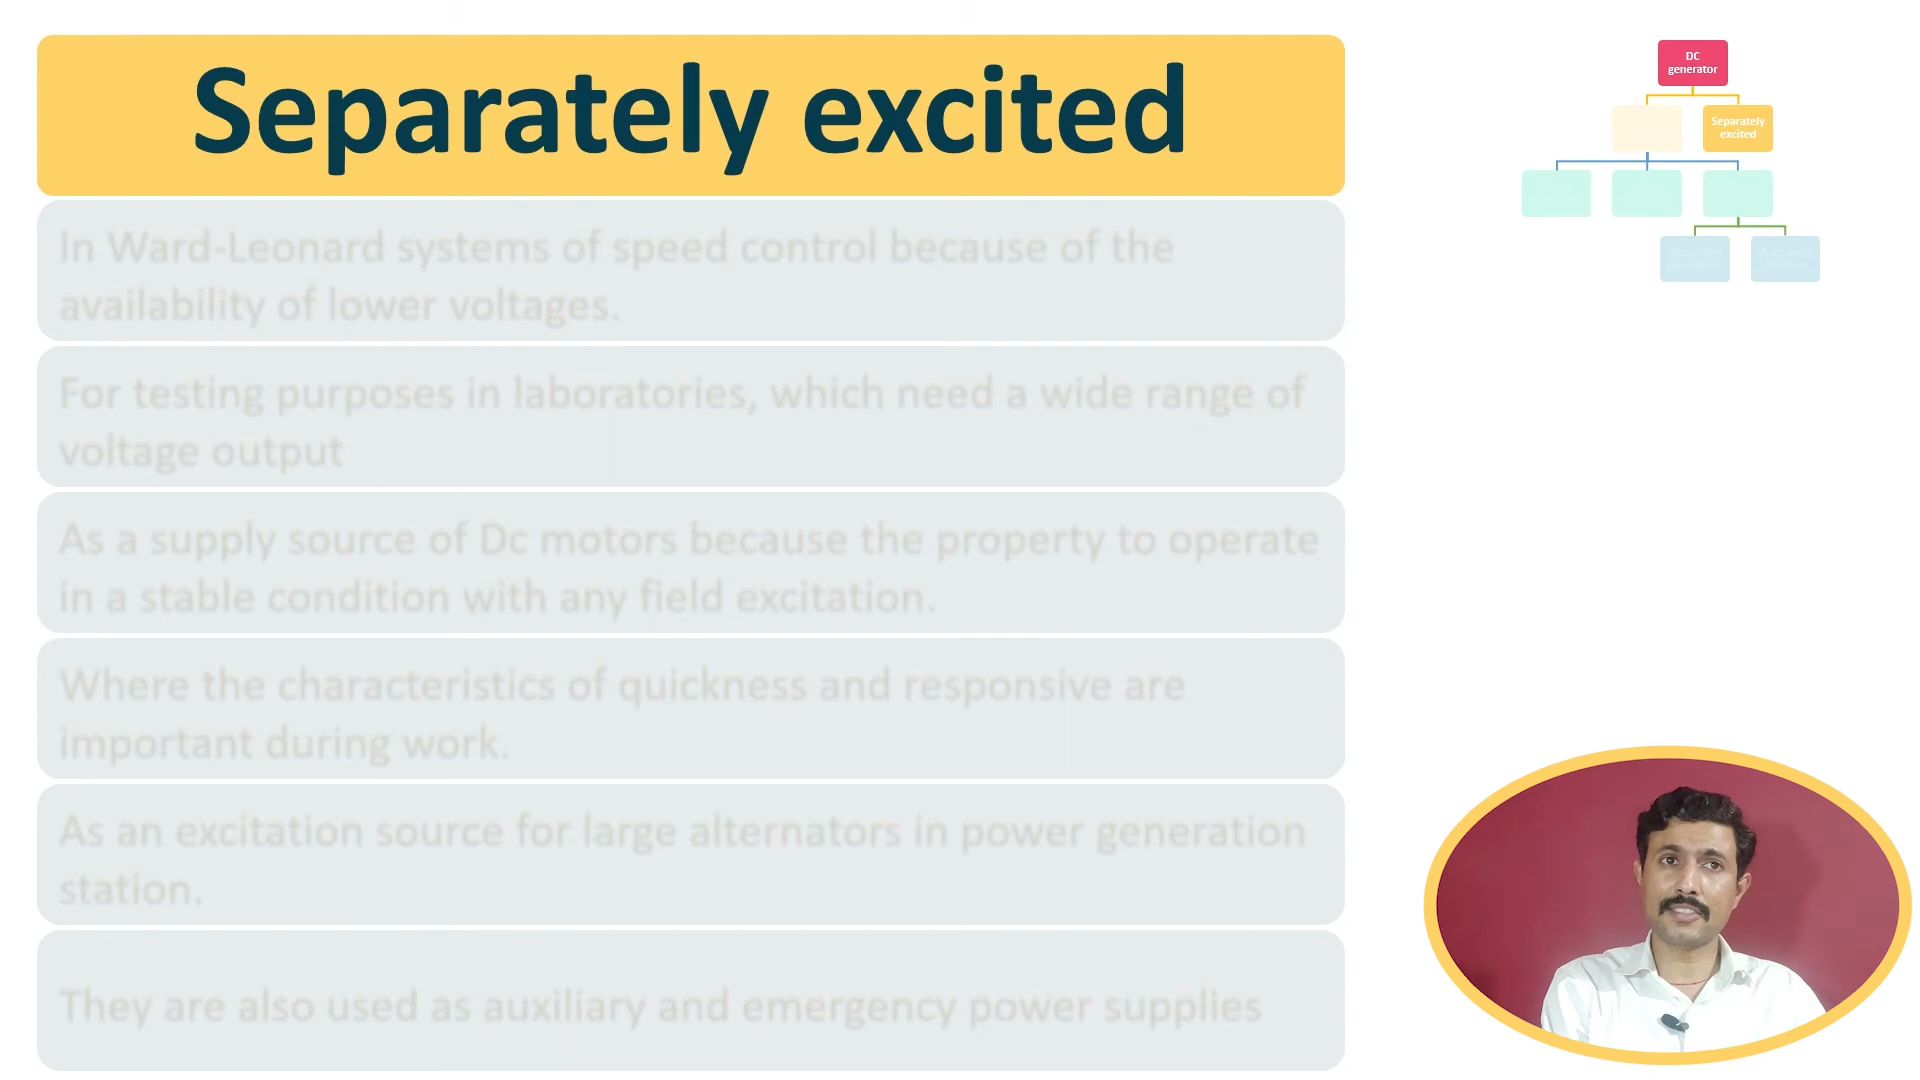 Separately excited
In Ward-Leonard systems of speed control because of the
availability of lower voltages.
For testing purposes in laboratories, which need a wide range of
voltage output
As a supply source of Dc motors because the property to operate
in a stable condition with any field excitation.
Where the characteristics of quickness and responsive are
important during work.
As an excitation source for large alternators in power generation
station.
They are also used as auxiliary and emergency power supplies
DC
generator
Separately
excited